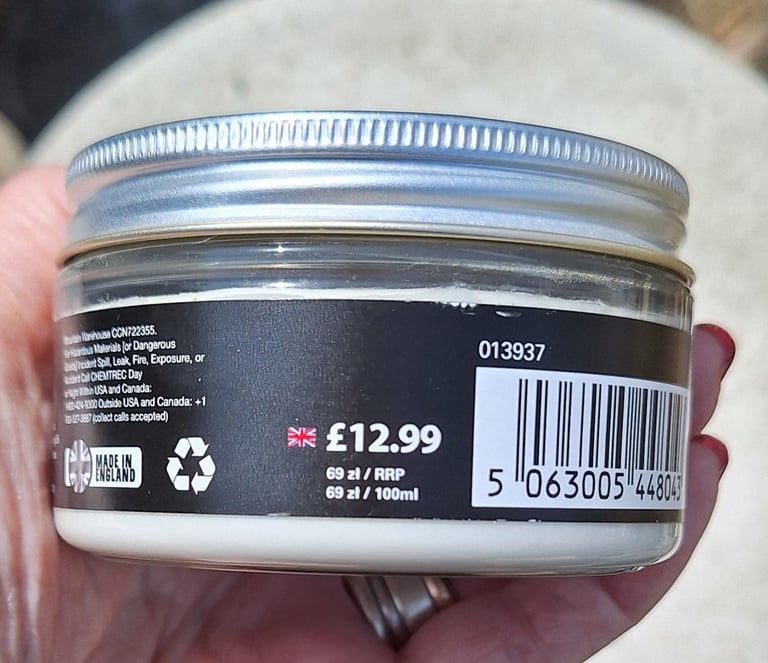 Mountain Warehouse CCN722355.
For Hazardous Materials [or Dangerous
Goods] Incident Spill, Leak, Fire, Exposure, or
Accident Call CHEMTREC Day
or Night Within USA and Canada:
1-800-424-9300 Outside USA and Canada: +1
703-527-3887 (collect calls accepted)
MADE IN
ENGLAND
£12.99
69 zł / RRP
69 zł / 100ml
013937
5 063005 448043